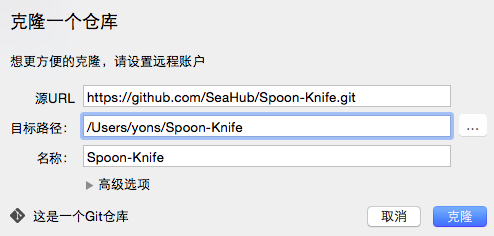 克隆一个仓库
想更方便的克隆，请设置远程账户
源URL https://github.com/SeaHub/Spoon-Knife.git
目标路径： /Users/yons/Spoon-Knife ...
名称： Spoon-Knife
高级选项
这是一个Git仓库 取消 克隆